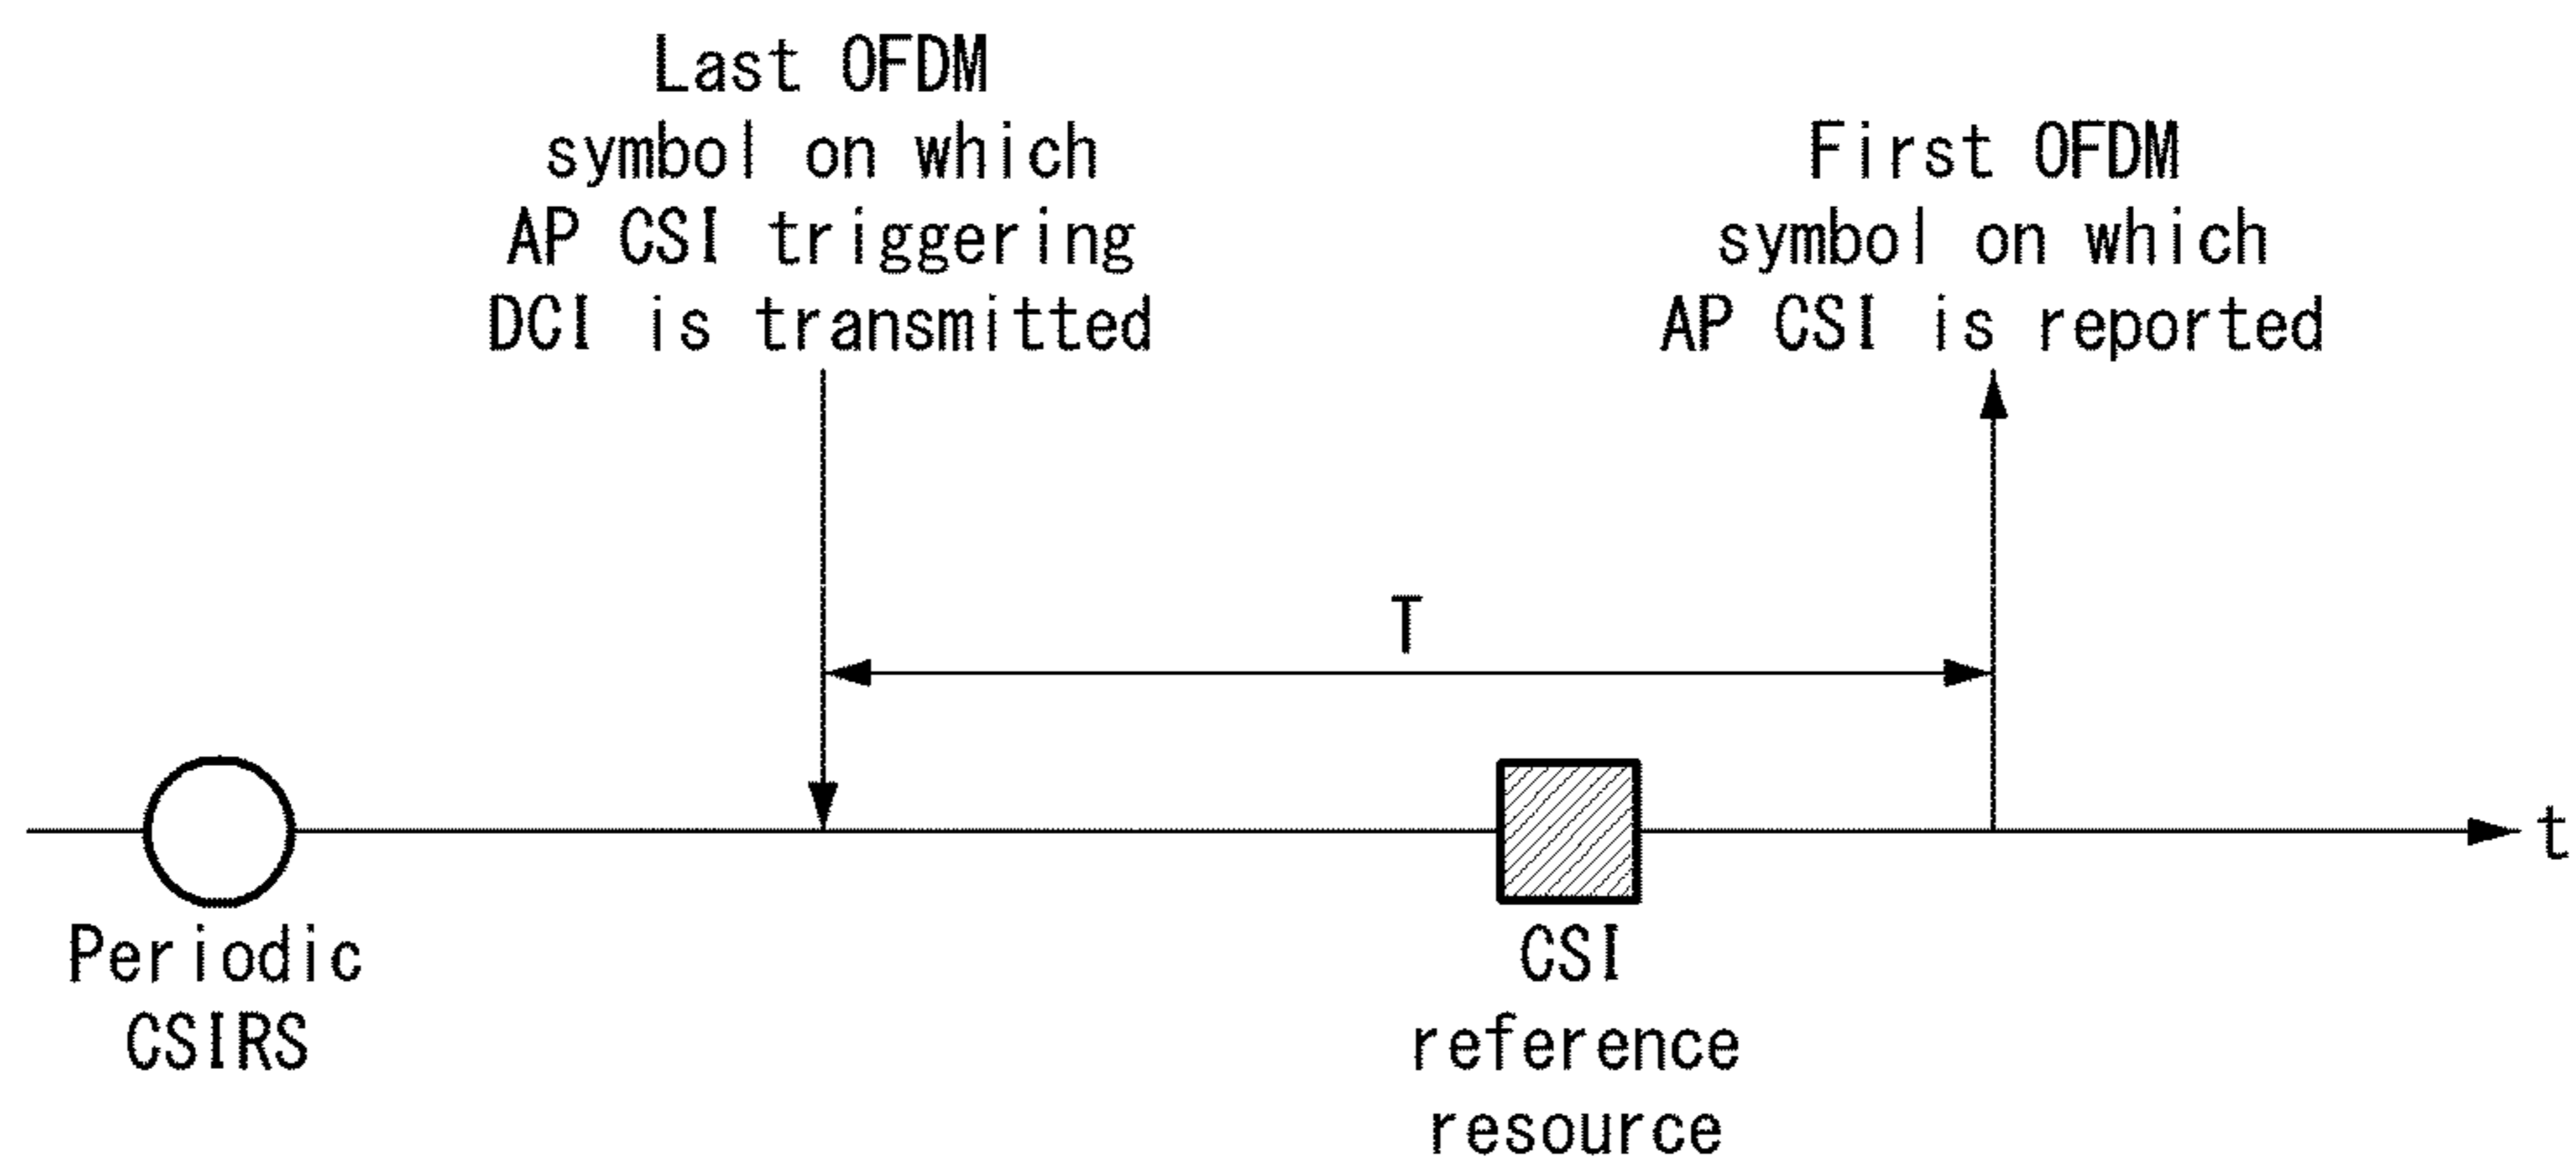 Last OFDM
symbol on which
AP CSI triggering
DCI is transmitted
First OFDM
symbol on which
AP CSI is reported
T
t
Periodic
CSIRS
CSI
reference
resource